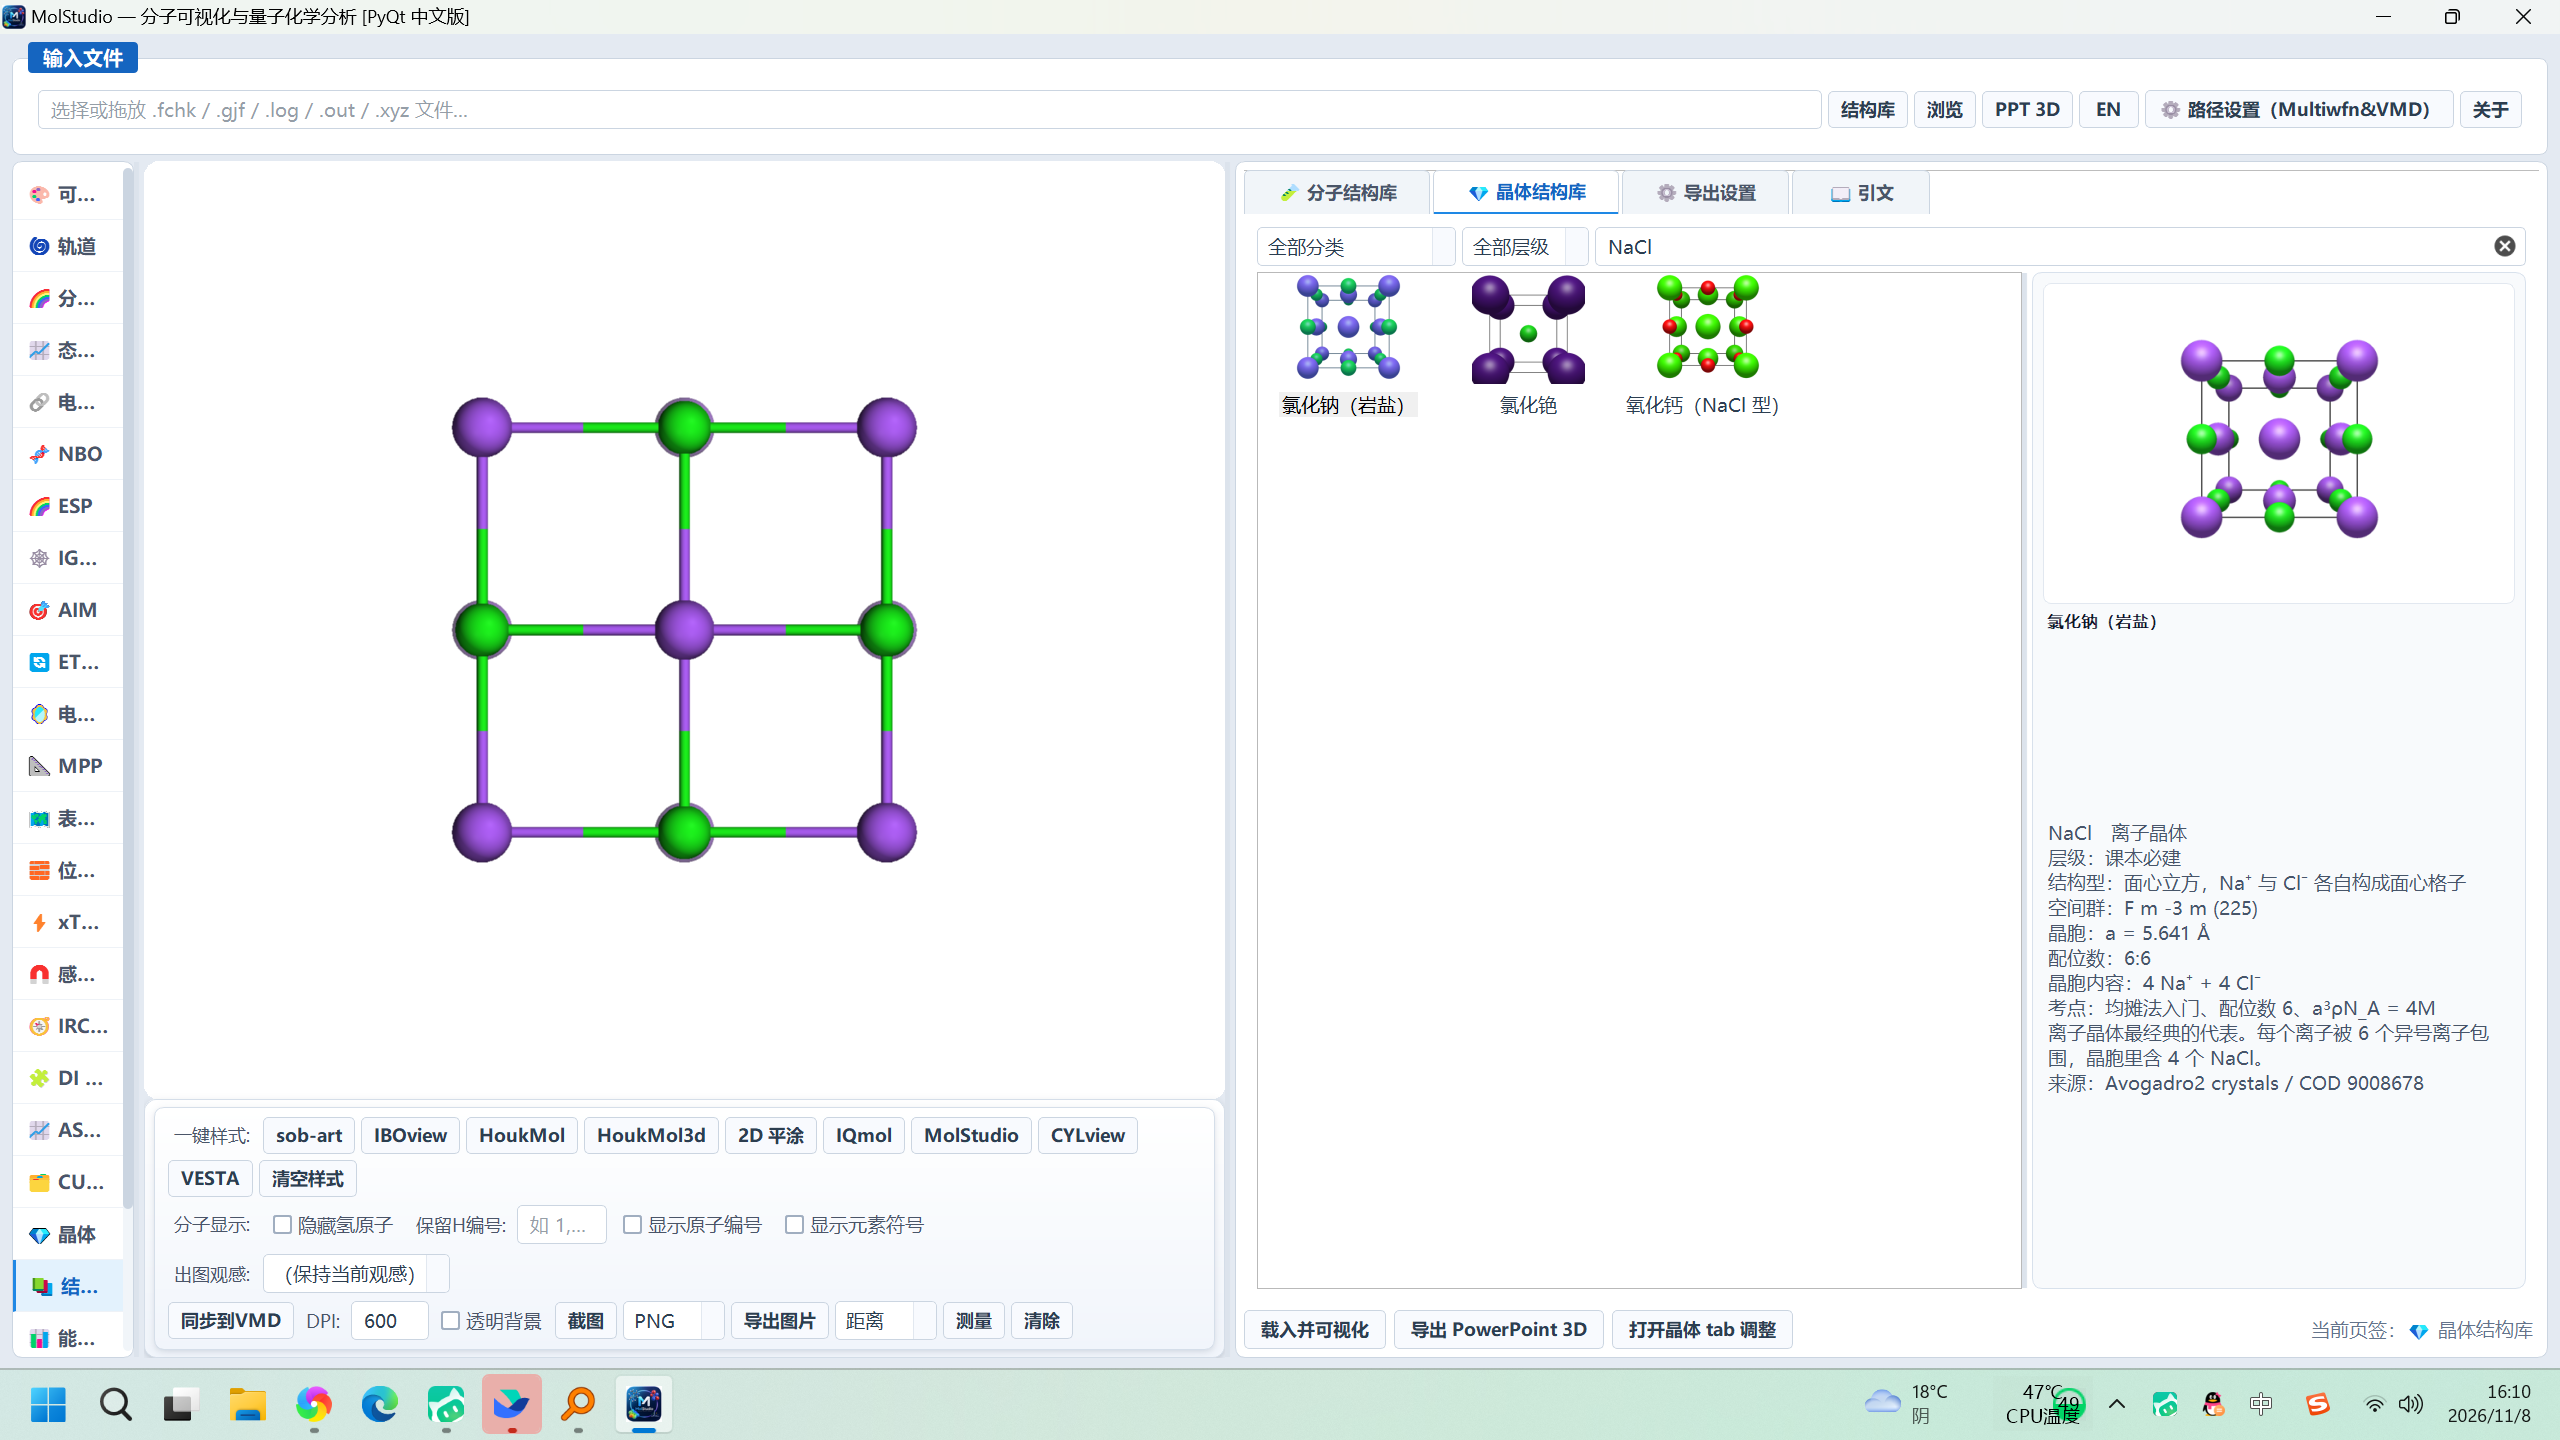 MolStudio — 分子可视化与量子化学分析 [PyQt 中文版]
输入文件
选择或拖放 .fchk / .gjf / .log / .out / .xyz 文件...
结构库 浏览 PPT 3D EN 路径设置（Multiwfn&VMD） 关于
可...
轨道
分...
态...
电...
NBO
ESP
IG...
AIM
ET...
电...
MPP
表...
位...
xT...
感...
IRC...
DI ...
AS...
CU...
晶体
结...
能...
一键样式: sob-art IBOview HoukMol HoukMol3d 2D 平涂 IQmol MolStudio CYLview
VESTA 清空样式
分子显示: 隐藏氢原子 保留H编号: 如 1,... 显示原子编号 显示元素符号
出图观感: （保持当前观感）
同步到VMD DPI: 600 透明背景 截图 PNG 导出图片 距离 测量 清除
分子结构库 晶体结构库 导出设置 引文
全部分类 全部层级 NaCl
氯化钠（岩盐） 氯化铯 氧化钙（NaCl 型）
氯化钠（岩盐）
NaCl 离子晶体
层级：课本必建
结构型：面心立方，Na⁺ 与 Cl⁻ 各自构成面心格子
空间群：F m -3 m (225)
晶胞：a = 5.641 Å
配位数：6:6
晶胞内容：4 Na⁺ + 4 Cl⁻
考点：均摊法入门、配位数 6、a³ρN_A = 4M
离子晶体最经典的代表。每个离子被 6 个异号离子包
围，晶胞里含 4 个 NaCl。
来源：Avogadro2 crystals / COD 9008678
载入并可视化 导出 PowerPoint 3D 打开晶体 tab 调整 当前页签： 晶体结构库
18°C
阴
47°C
CPU温度
49
中
16:10
2026/11/8